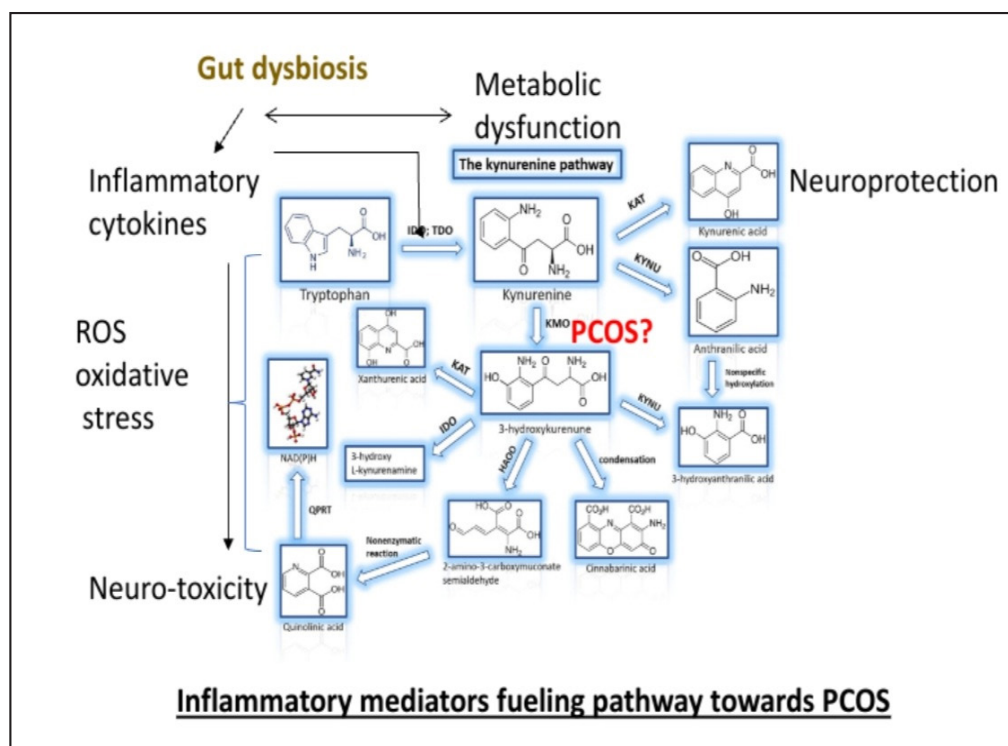 Gut dysbiosis
Metabolic
dysfunction
The kynurenine pathway
Inflammatory
cytokines
Neuroprotection
IDO; TDO
KAT
KYNU
Tryptophan
Kynurenine
Kynurenic acid
Anthranilic acid
KMO
PCOS?
ROS
oxidative
stress
Xanthurenic acid
KAT
KYNU
Nonspecific
hydroxylation
3-hydroxykurenune
3-hydroxyanthranilic acid
NAD(P)H
IDO
3-hydroxy
L-kynurenamine
HAOO
condensation
QPRT
Nonenzymatic
reaction
2-amino-3-carboxymuconate
semialdehyde
Cinnabarinic acid
Neuro-toxicity
Quinolinic acid
Inflammatory mediators fueling pathway towards PCOS